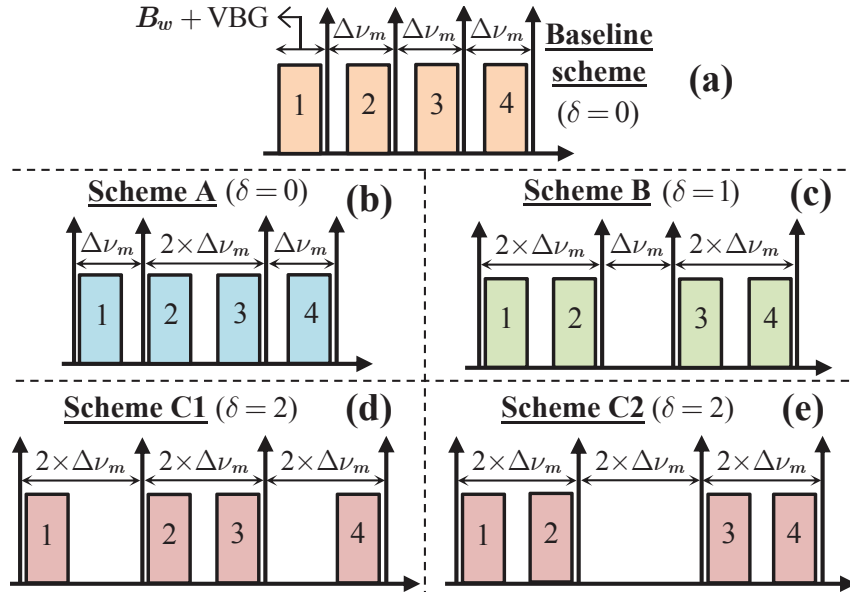 B_w + VBG
Δν_m Δν_m Δν_m
Baseline
scheme
(δ = 0)
(a)
1 2 3 4
Scheme A (δ = 0) (b)
Δν_m 2×Δν_m Δν_m
1 2 3 4
Scheme B (δ = 1) (c)
2×Δν_m Δν_m 2×Δν_m
1 2 3 4
Scheme C1 (δ = 2) (d)
2×Δν_m 2×Δν_m 2×Δν_m
1 2 3 4
Scheme C2 (δ = 2) (e)
2×Δν_m 2×Δν_m 2×Δν_m
1 2 3 4